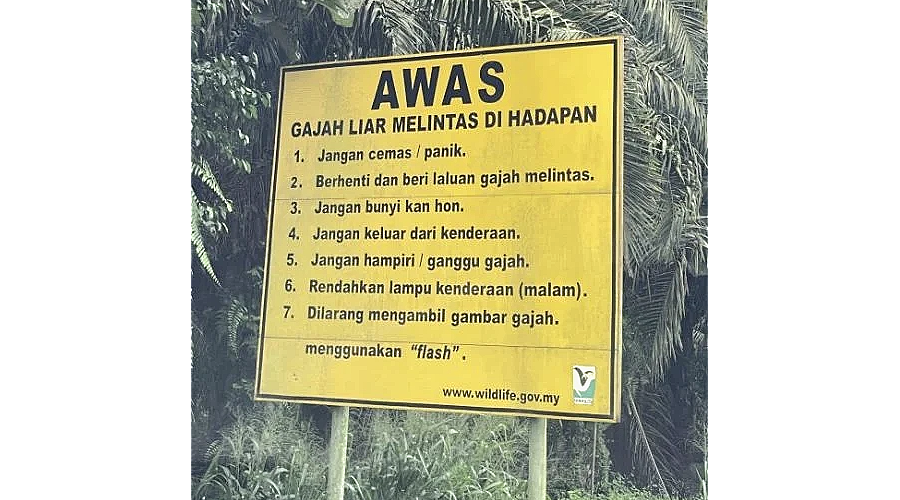 AWAS
GAJAH LIAR MELINTAS DI HADAPAN
1. Jangan cemas / panik.
2. Berhenti dan beri laluan gajah melintas.
3. Jangan bunyi kan hon.
4. Jangan keluar dari kenderaan.
5. Jangan hampiri / ganggu gajah.
6. Rendahkan lampu kenderaan (malam).
7. Dilarang mengambil gambar gajah.
menggunakan “flash”.
www.wildlife.gov.my